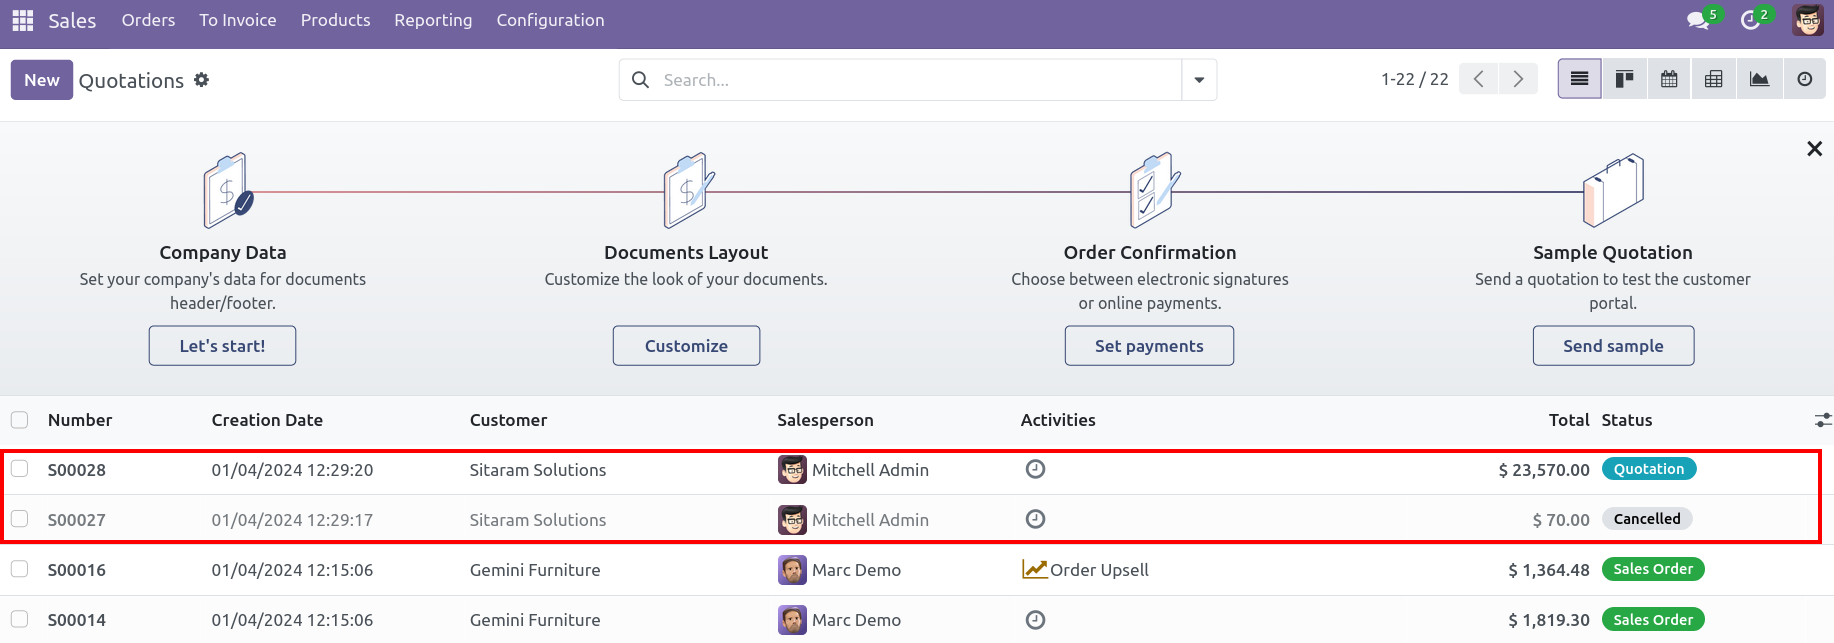 Sales Orders To Invoice Products Reporting Configuration 5 2
New Quotations Search... 1-22 / 22
Company Data Documents Layout Order Confirmation Sample Quotation
Set your company's data for documents Customize the look of your documents. Choose between electronic signatures Send a quotation to test the customer
header/footer. or online payments. portal.
Let's start! Customize Set payments Send sample
Number Creation Date Customer Salesperson Activities Total Status
S00028 01/04/2024 12:29:20 Sitaram Solutions Mitchell Admin $ 23,570.00 Quotation
S00027 01/04/2024 12:29:17 Sitaram Solutions Mitchell Admin $ 70.00 Cancelled
S00016 01/04/2024 12:15:06 Gemini Furniture Marc Demo Order Upsell $ 1,364.48 Sales Order
S00014 01/04/2024 12:15:06 Gemini Furniture Marc Demo $ 1,819.30 Sales Order